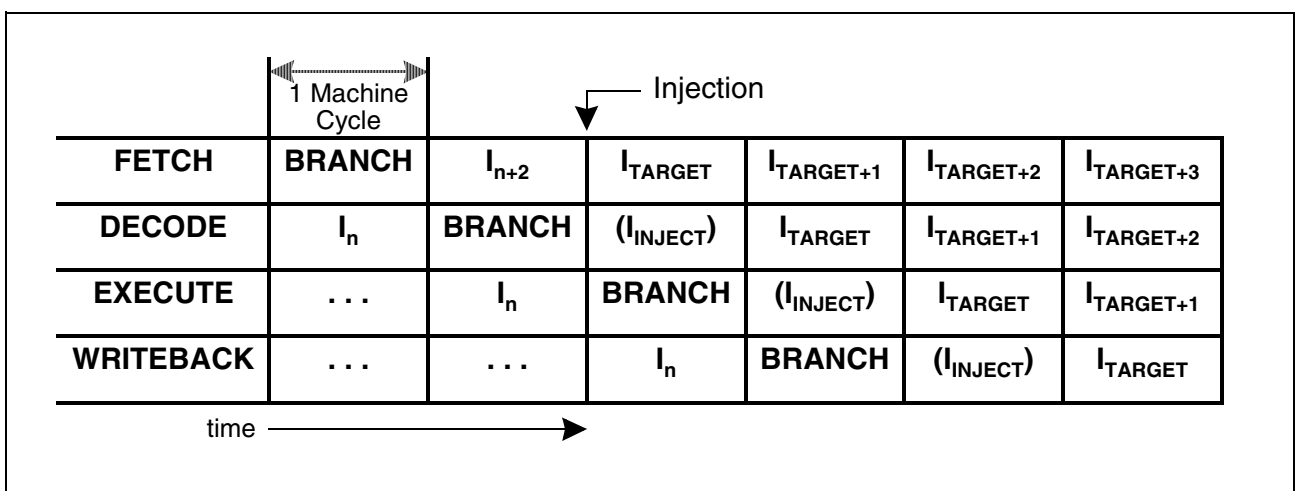 1 Machine
Cycle
Injection
FETCH BRANCH In+2 ITARGET ITARGET+1 ITARGET+2 ITARGET+3
DECODE In BRANCH (IINJECT) ITARGET ITARGET+1 ITARGET+2
EXECUTE . . . In BRANCH (IINJECT) ITARGET ITARGET+1
WRITEBACK . . . . . . In BRANCH (IINJECT) ITARGET
time